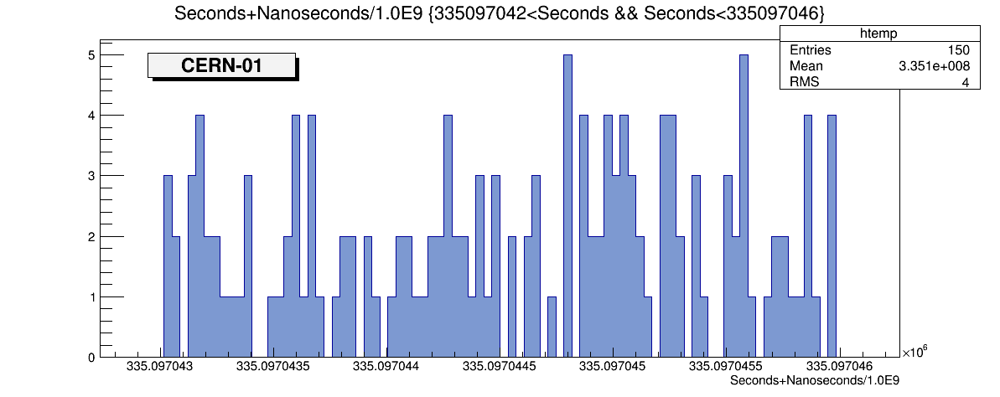 Seconds+Nanoseconds/1.0E9 {335097042<Seconds && Seconds<335097046}
htemp
Entries 150
Mean 3.351e+008
RMS 4
CERN-01
5
4
3
2
1
0
335.097043 335.0970435 335.097044 335.0970445 335.097045 335.0970455 335.097046
×10⁶
Seconds+Nanoseconds/1.0E9